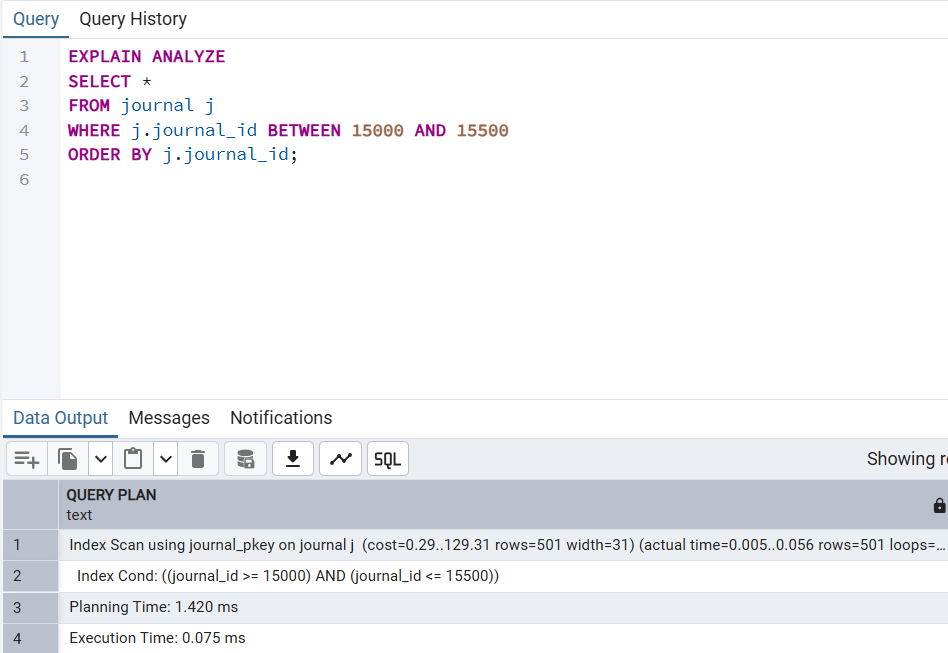 Query Query History
1 EXPLAIN ANALYZE
2 SELECT *
3 FROM journal j
4 WHERE j.journal_id BETWEEN 15000 AND 15500
5 ORDER BY j.journal_id;
6
Data Output Messages Notifications
SQL Showing
QUERY PLAN
text
1 Index Scan using journal_pkey on journal j (cost=0.29..129.31 rows=501 width=31) (actual time=0.005..0.056 rows=501 loops=...
2 Index Cond: ((journal_id >= 15000) AND (journal_id <= 15500))
3 Planning Time: 1.420 ms
4 Execution Time: 0.075 ms